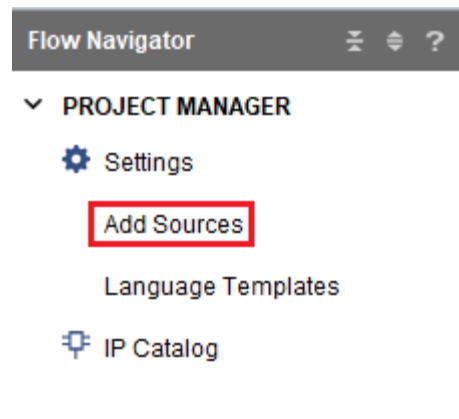 Flow Navigator ?
PROJECT MANAGER
Settings
Add Sources
Language Templates
IP Catalog